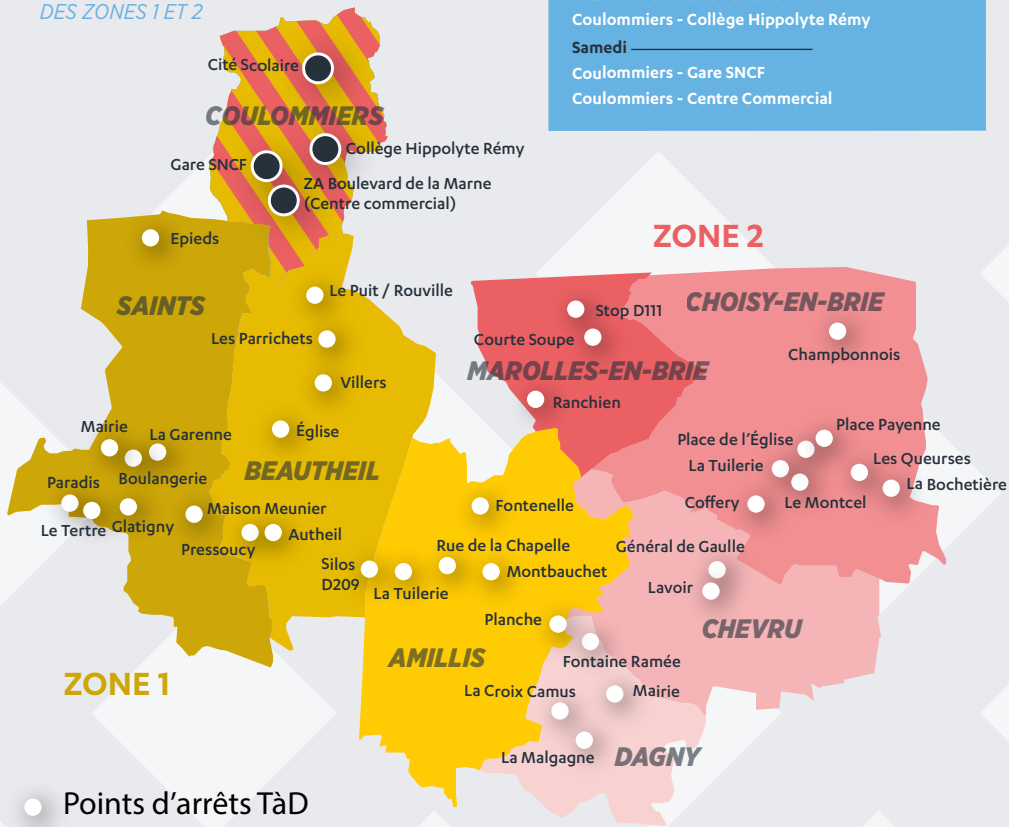 DES ZONES 1 ET 2
Coulommiers - Collège Hippolyte Rémy
Samedi
Coulommiers - Gare SNCF
Coulommiers - Centre Commercial
Cité Scolaire
COULOMMIERS
Collège Hippolyte Rémy
Gare SNCF
ZA Boulevard de la Marne
(Centre commercial)
Epieds
ZONE 2
SAINTS
Le Puit / Rouville
CHOISY-EN-BRIE
Stop D111
Les Parrichets
Courte Soupe
Champbonnois
MAROLLES-EN-BRIE
Villers
Ranchien
Mairie
La Garenne
Église
Place Payenne
Place de l'Église
BEAUTHEIL
La Tuilerie
Les Queurses
Paradis
Boulangerie
La Bochetière
Coffery
Le Montcel
Maison Meunier
Fontenelle
Le Tertre
Glatigny
Autheil
Pressoucy
Rue de la Chapelle
Général de Gaulle
Silos
D209
La Tuilerie
Montbauchet
Lavoir
Planche
CHEVRU
AMILLIS
Fontaine Ramée
ZONE 1
La Croix Camus
Mairie
La Malgagne
DAGNY
Points d'arrêts TàD